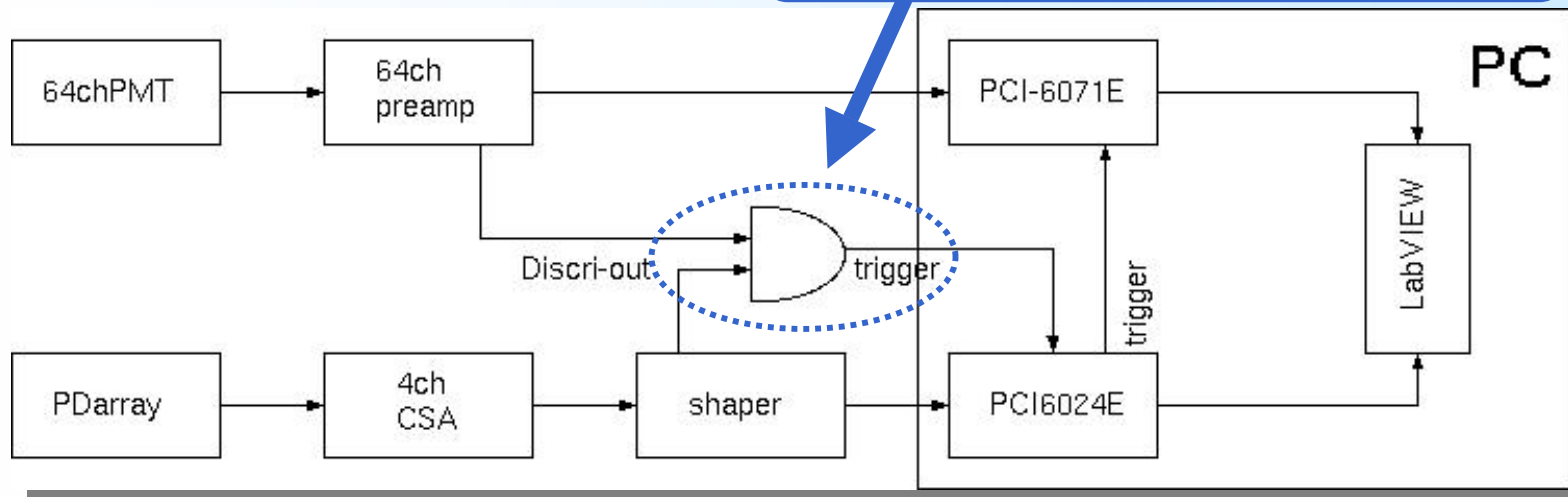 64chPMT
64ch
preamp
PCI-6071E
PC
Discri-out
trigger
trigger
LabVIEW
PDarray
4ch
CSA
shaper
PCI6024E